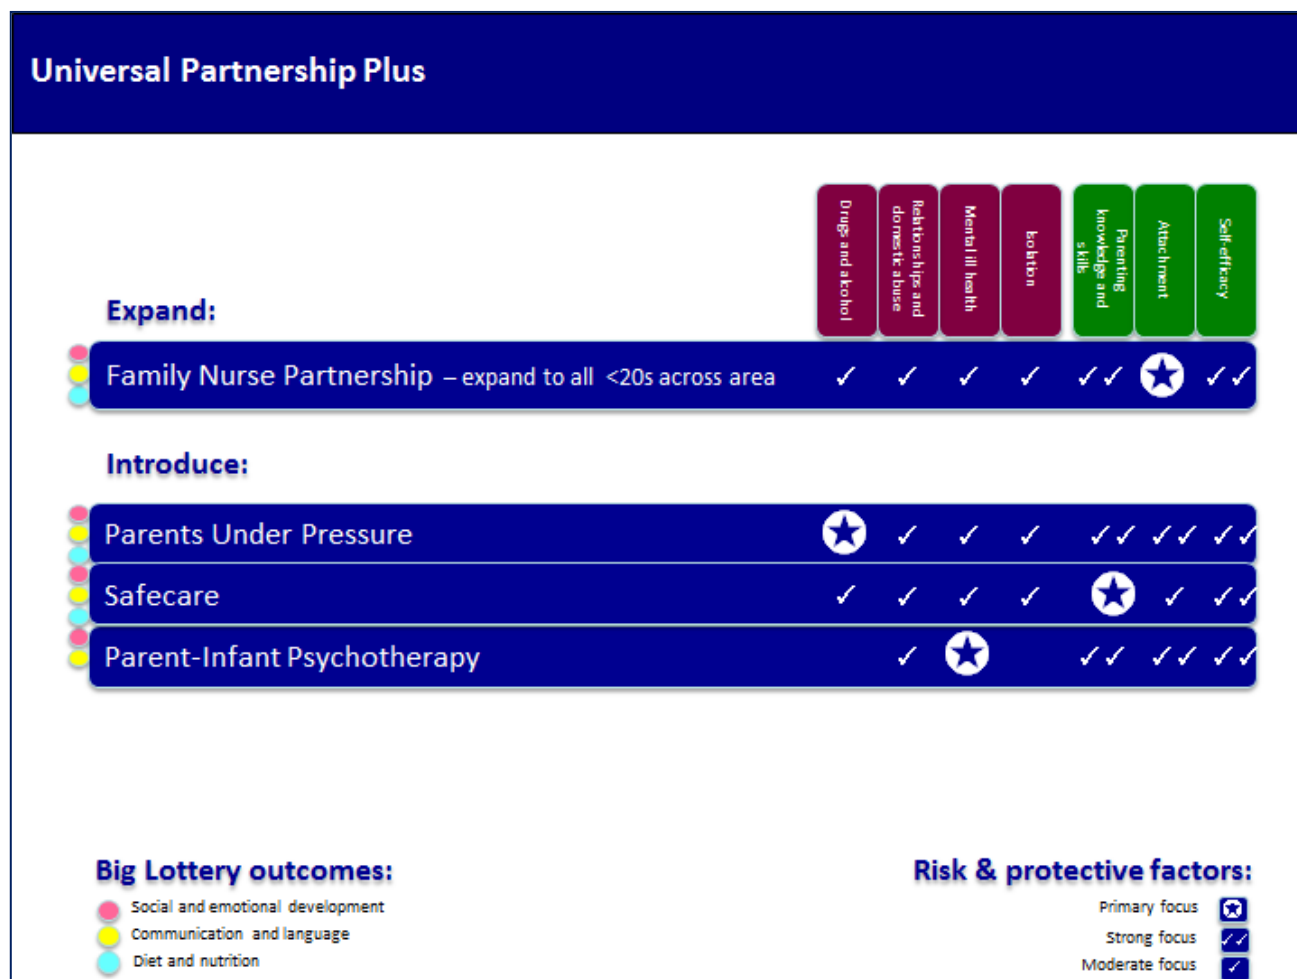 Universal Partnership Plus
Drugs and alcohol
Relationships and
domestic abuse
Mental ill health
Isolation
Parenting
knowledge and
skills
Attachment
Self-efficacy
Expand:
Family Nurse Partnership – expand to all <20s across area
✓ ✓ ✓ ✓ ✓✓ ★ ✓✓
Introduce:
Parents Under Pressure
★ ✓ ✓ ✓ ✓✓ ✓✓ ✓✓
Safecare
✓ ✓ ✓ ✓ ★ ✓ ✓✓
Parent-Infant Psychotherapy
✓ ★ ✓✓ ✓✓ ✓✓
Big Lottery outcomes:
Social and emotional development
Communication and language
Diet and nutrition
Risk & protective factors:
Primary focus ★
Strong focus ✓✓
Moderate focus ✓